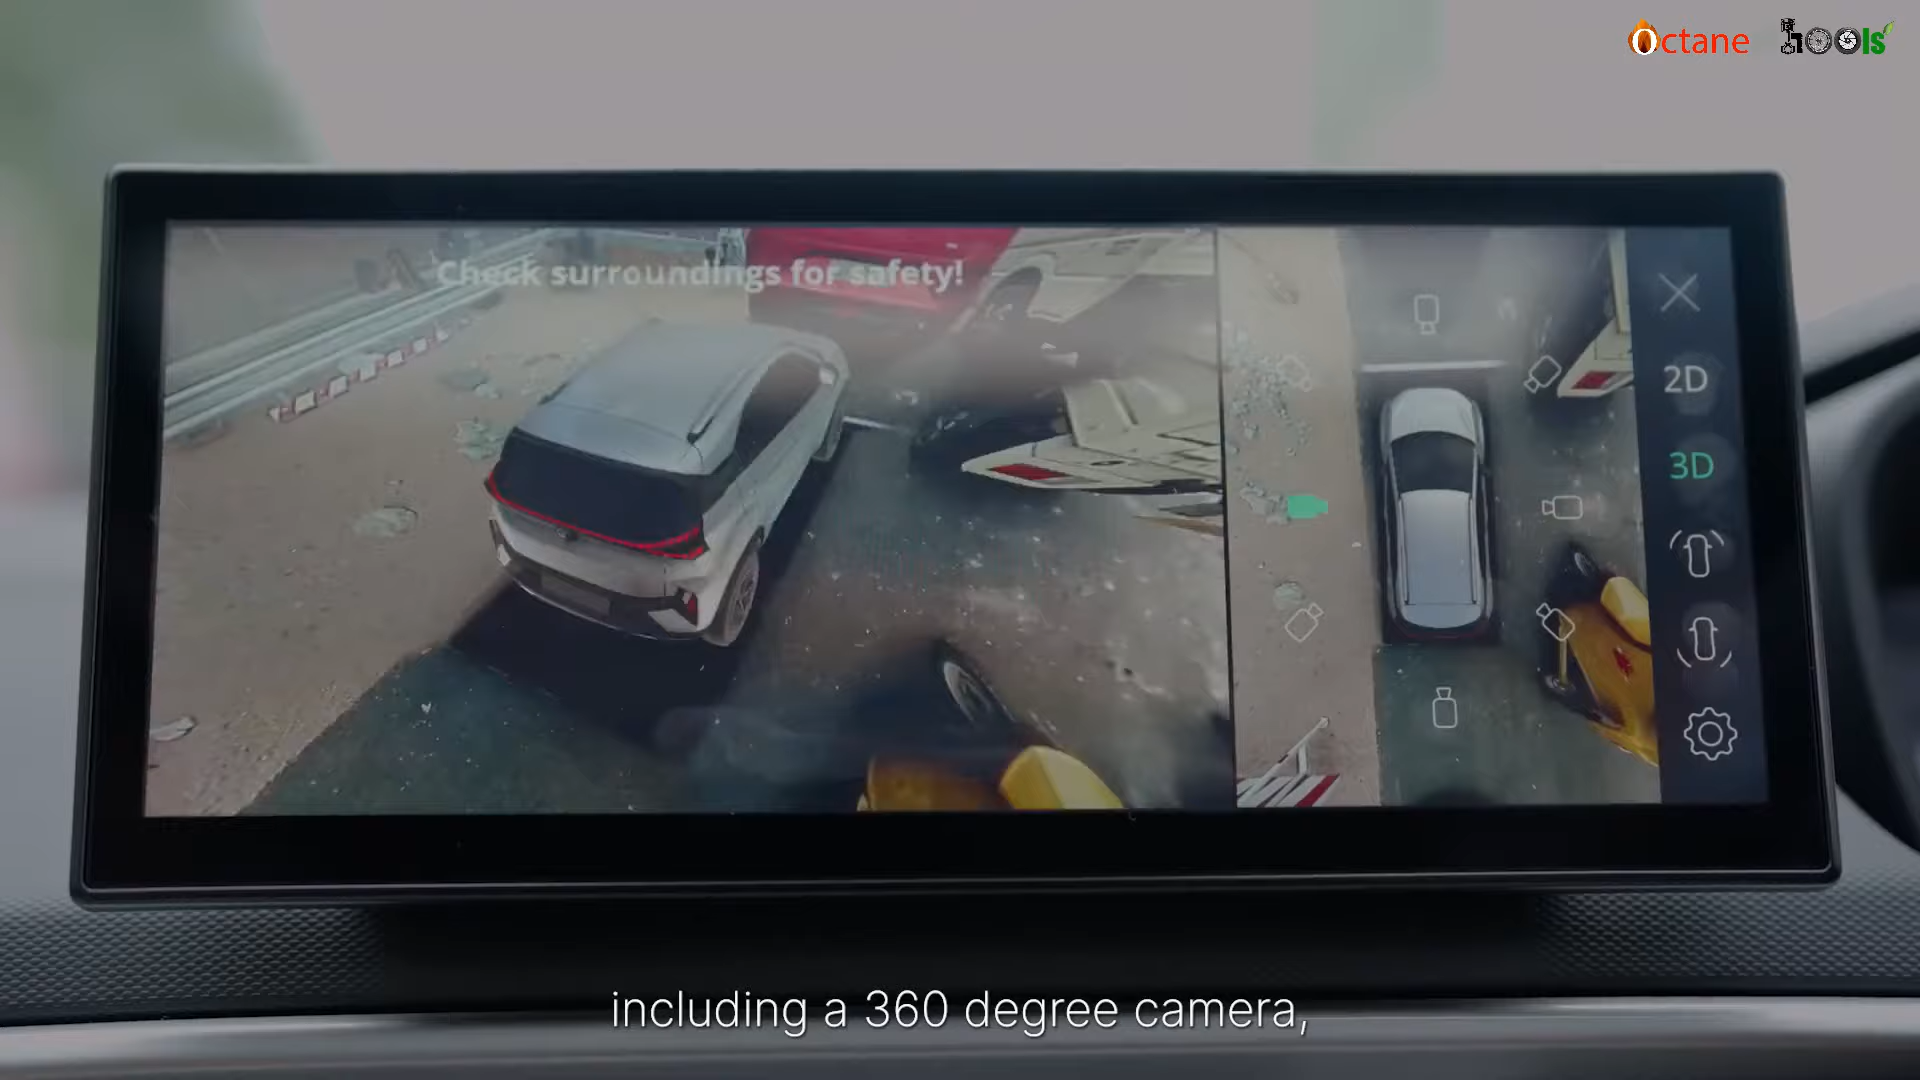 Octane
Check surroundings for safety!
2D
3D
including a 360 degree camera,